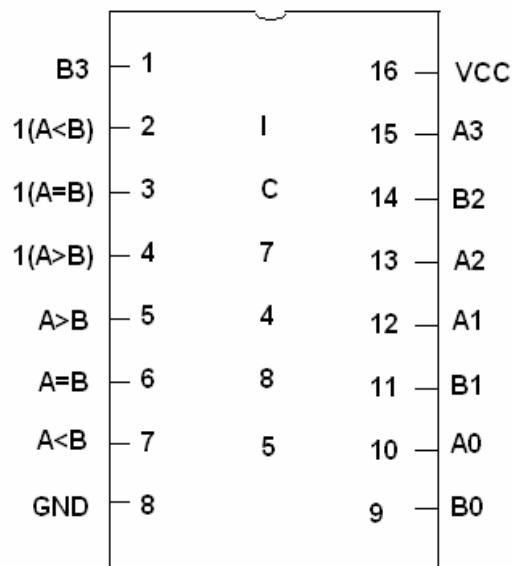 B3 1 16 VCC
1(A<B) 2 I 15 A3
1(A=B) 3 C 14 B2
1(A>B) 4 7 13 A2
A>B 5 4 12 A1
A=B 6 8 11 B1
A<B 7 5 10 A0
GND 8 9 B0